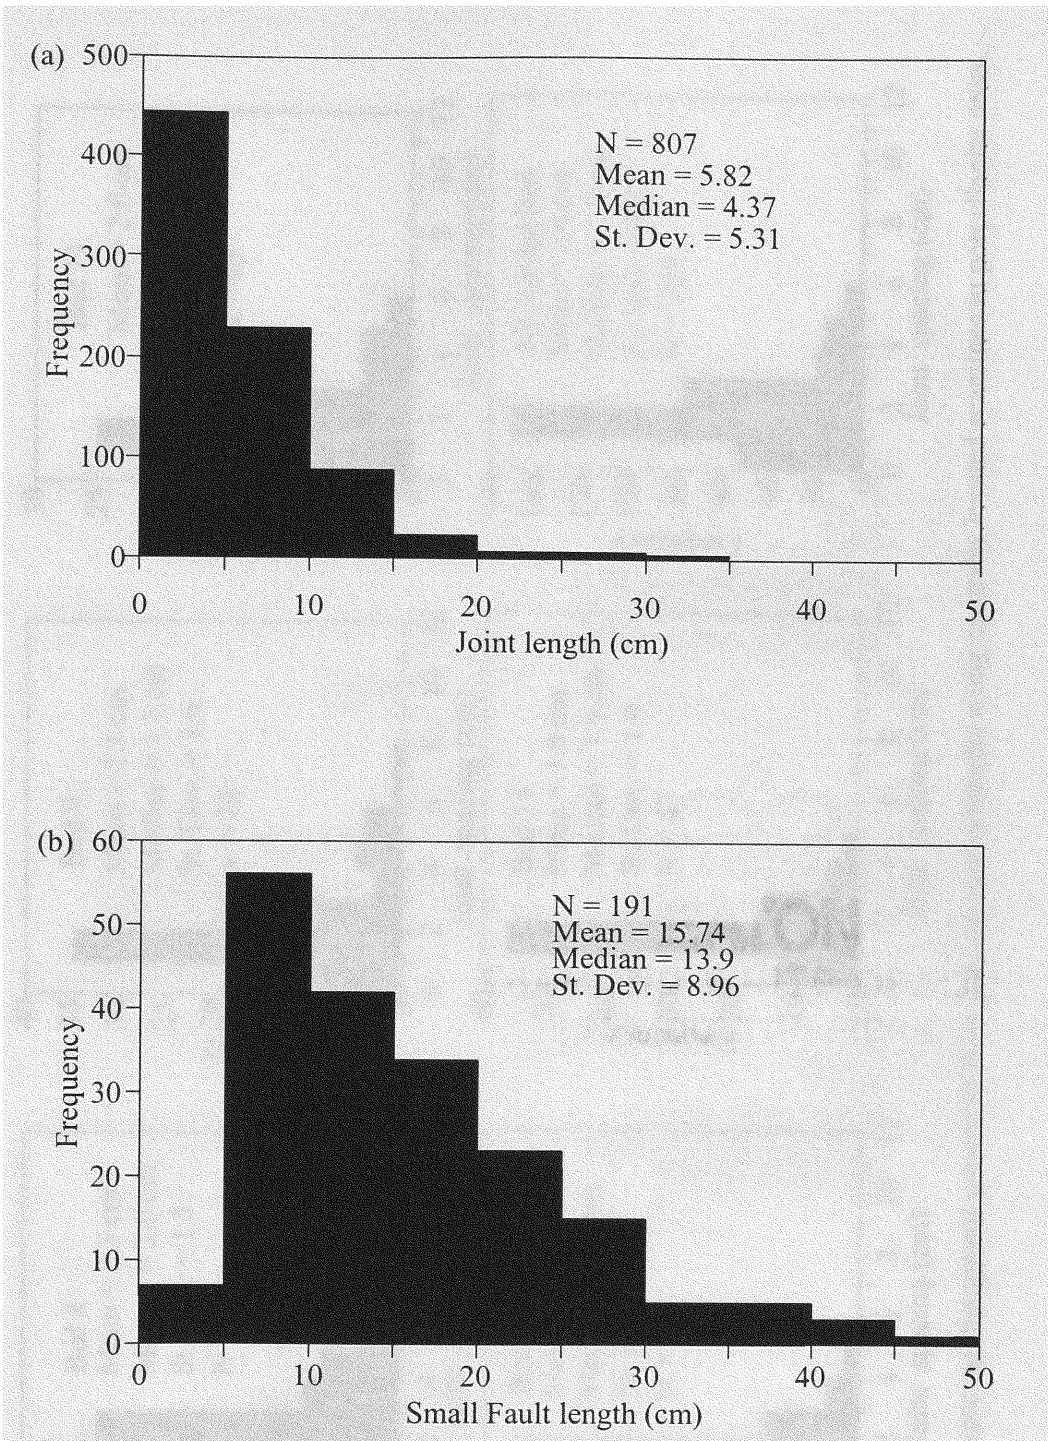 (a)
500
400
300
200
100
0
Frequency
N = 807
Mean = 5.82
Median = 4.37
St. Dev. = 5.31
0 10 20 30 40 50
Joint length (cm)
(b)
60
50
40
30
20
10
0
Frequency
N = 191
Mean = 15.74
Median = 13.9
St. Dev. = 8.96
0 10 20 30 40 50
Small Fault length (cm)